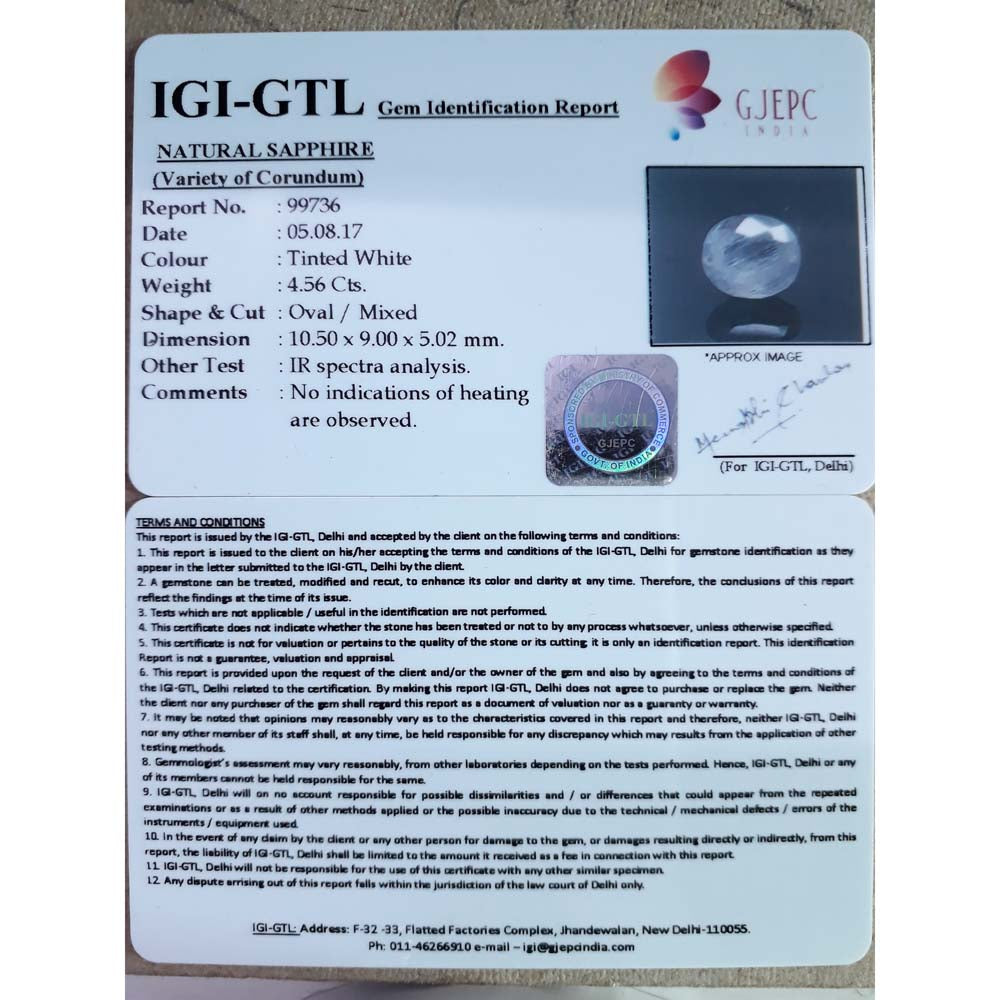 IGI-GTL Gem Identification Report
GJEPC
INDIA
NATURAL SAPPHIRE
(Variety of Corundum)
Report No. : 99736
Date : 05.08.17
Colour : Tinted White
Weight : 4.56 Cts.
Shape & Cut : Oval / Mixed
Dimension : 10.50 x 9.00 x 5.02 mm.
Other Test : IR spectra analysis.
Comments : No indications of heating
are observed.
*APPROX IMAGE
SPONSORED BY MINISTRY OF COMMERCE
IGI-GTL
GJEPC
GOVT. OF INDIA
(For IGI-GTL, Delhi)
TERMS AND CONDITIONS
This report is issued by the IGI-GTL, Delhi and accepted by the client on the following terms and conditions:
1. This report is issued to the client on his/her accepting the terms and conditions of the IGI-GTL, Delhi for gemstone identification as they
appear in the letter submitted to the IGI-GTL, Delhi by the client.
2. A gemstone can be treated, modified and recut, to enhance its color and clarity at any time. Therefore, the conclusions of this report
reflect the findings at the time of its issue.
3. Tests which are not applicable / useful in the identification are not performed.
4. This certificate does not indicate whether the stone has been treated or not to by any process whatsoever, unless otherwise specified.
5. This certificate is not for valuation or pertains to the quality of the stone or its cutting; it is only an identification report. This identification
Report is not a guarantee, valuation and appraisal.
6. This report is provided upon the request of the client and/or the owner of the gem and also by agreeing to the terms and conditions of
the IGI-GTL, Delhi related to the certification. By making this report IGI-GTL, Delhi does not agree to purchase or replace the gem. Neither
the client nor any purchaser of the gem shall regard this report as a document of valuation nor as a guaranty or warranty.
7. It may be noted that opinions may reasonably vary as to the characteristics covered in this report and therefore, neither IGI-GTL, Delhi
nor any other member of its staff shall, at any time, be held responsible for any discrepancy which may results from the application of other
testing methods.
8. Gemmologist's assessment may vary reasonably, from other laboratories depending on the tests performed. Hence, IGI-GTL, Delhi or any
of its members cannot be held responsible for the same.
9. IGI-GTL, Delhi will on no account responsible for possible dissimilarities and / or differences that could appear from the repeated
examinations or as a result of other methods applied or the possible inaccuracy due to the technical / mechanical defects / errors of the
instruments / equipment used.
10. In the event of any claim by the client or any other person for damage to the gem, or damages resulting directly or indirectly, from this
report, the liability of IGI-GTL, Delhi shall be limited to the amount it received as a fee in connection with this report.
11. IGI-GTL, Delhi will not be responsible for the use of this certificate with any other similar specimen.
12. Any dispute arrising out of this report falls within the jurisdiction of the law court of Delhi only.
IGI-GTL: Address: F-32 -33, Flatted Factories Complex, Jhandewalan, New Delhi-110055.
Ph: 011-46266910 e-mail – igi@gjepcindia.com